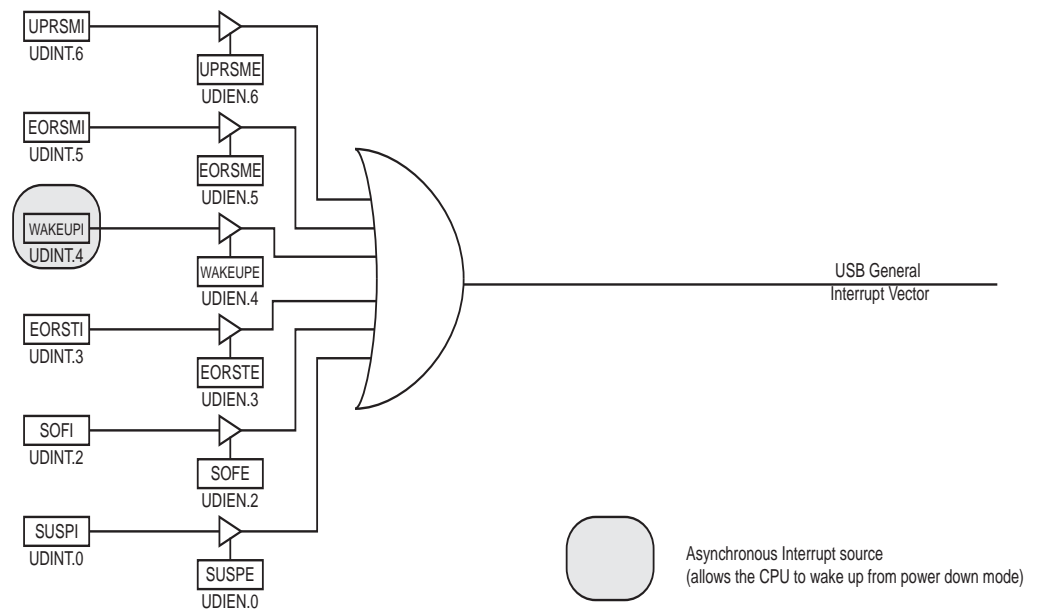 UPRSMI
UDINT.6
UPRSME
UDIEN.6
EORSMI
UDINT.5
EORSME
UDIEN.5
WAKEUPI
UDINT.4
WAKEUPE
UDIEN.4
EORSTI
UDINT.3
EORSTE
UDIEN.3
SOFI
UDINT.2
SOFE
UDIEN.2
SUSPI
UDINT.0
SUSPE
UDIEN.0
USB General
Interrupt Vector
Asynchronous Interrupt source
(allows the CPU to wake up from power down mode)